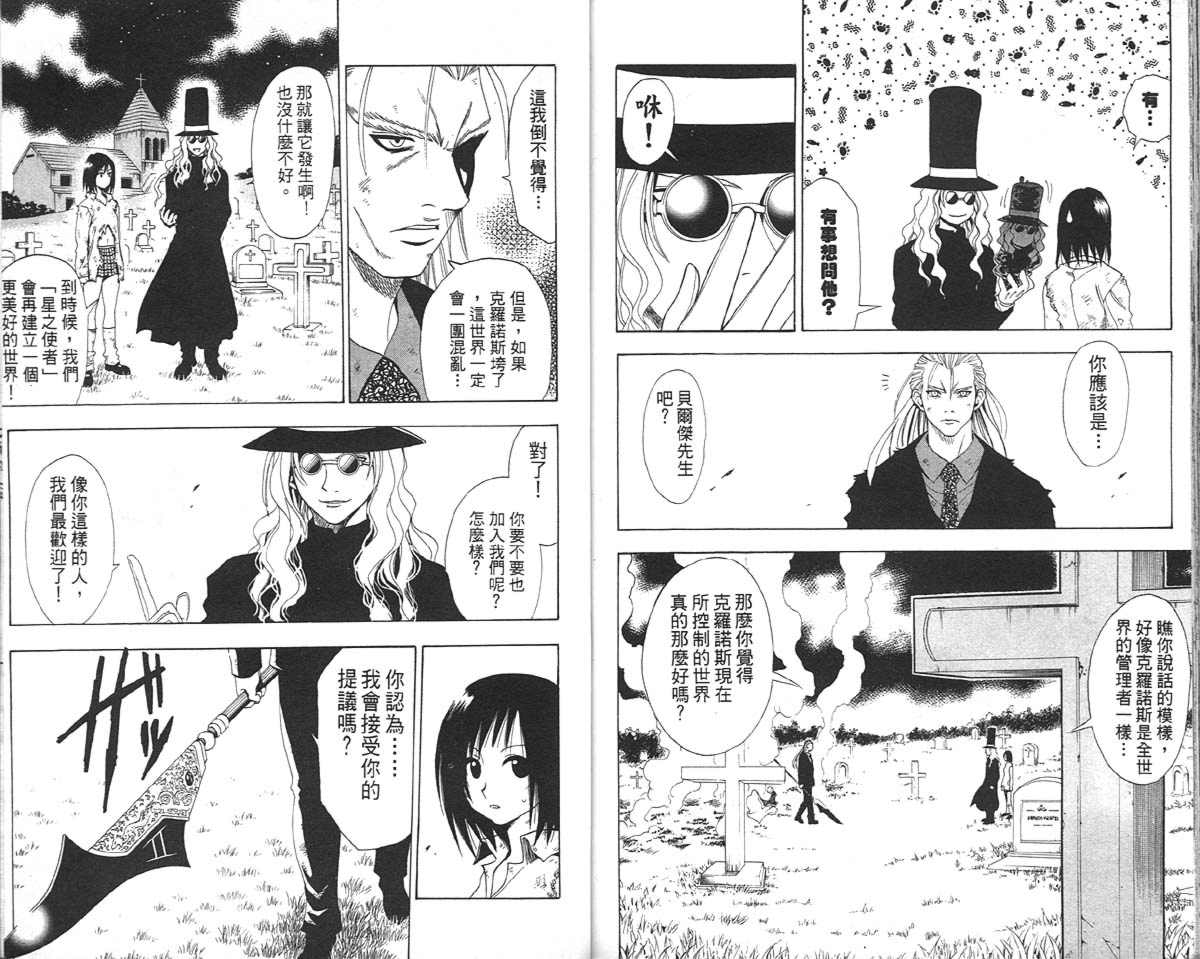 有…
有事想問他?
咻!
你應該是…
貝爾傑先生
吧?
瞧你說話的模樣,
好像克羅諾斯是全世
界的管理者一樣…
那麼你覺得
克羅諾斯現在
所控制的世界
真的那麼好嗎?
這我倒不覺得…
但是,如果
克羅諾斯垮了
,這世界一定
會一團混亂…
那就讓它發生啊!
也沒什麼不好。
到時候,我們
「星之使者」
會再建立一個
更美好的世界!
對了!
你要不要也
加入我們呢?
怎麼樣?
像你這樣的人,
我們最歡迎了!
你認為……
我會接受你的
提議嗎?
ガッ
II